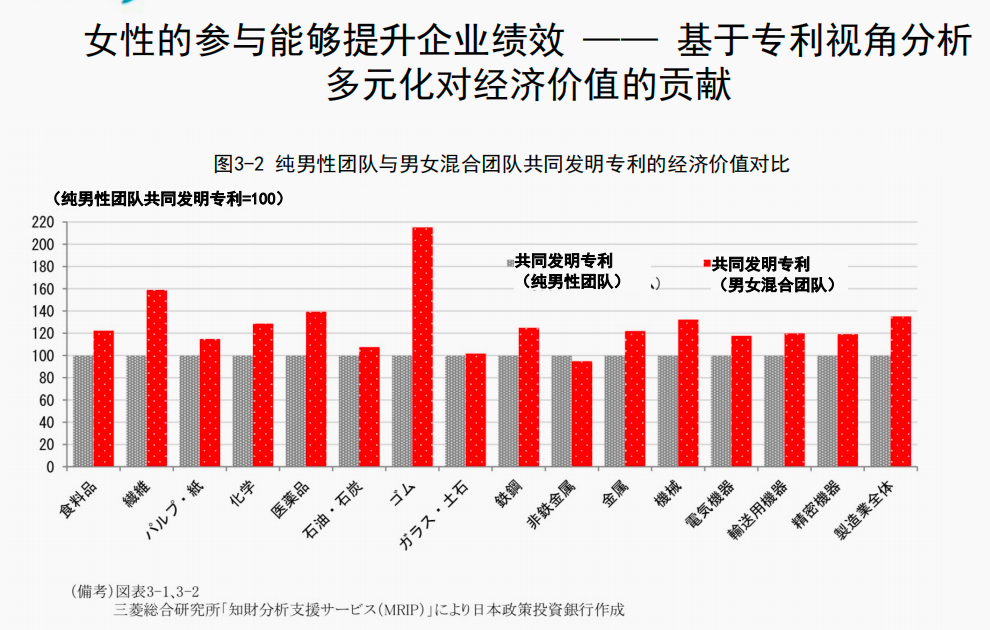 女性的参与能够提升企业绩效 —— 基于专利视角分析
多元化对经济价值的贡献
图3-2 纯男性团队与男女混合团队共同发明专利的经济价值对比
（纯男性团队共同发明专利=100）
220
200
180
160
140
120
100
80
60
40
20
0
共同发明专利
（纯男性团队）
共同发明专利
（男女混合团队）
食料品
繊維
パルプ・紙
化学
医薬品
石油・石炭
ゴム
ガラス・土石
鉄鋼
非鉄金属
金属
機械
電気機器
輸送用機器
精密機器
製造業全体
（備考）図表3-1、3-2
三菱総合研究所「知財分析支援サービス(MRIP)」により日本政策投資銀行作成